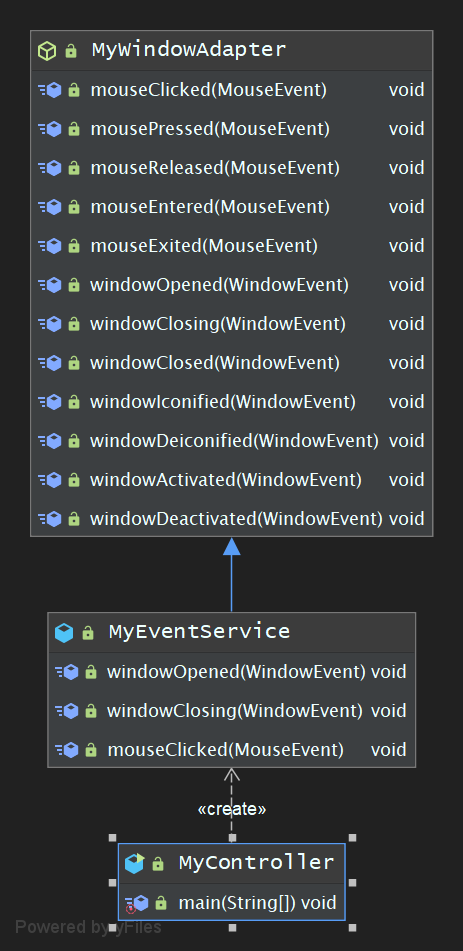 MyWindowAdapter
mouseClicked(MouseEvent) void
mousePressed(MouseEvent) void
mouseReleased(MouseEvent) void
mouseEntered(MouseEvent) void
mouseExited(MouseEvent) void
windowOpened(WindowEvent) void
windowClosing(WindowEvent) void
windowClosed(WindowEvent) void
windowIconified(WindowEvent) void
windowDeiconified(WindowEvent) void
windowActivated(WindowEvent) void
windowDeactivated(WindowEvent) void
MyEventService
windowOpened(WindowEvent) void
windowClosing(WindowEvent) void
mouseClicked(MouseEvent) void
«create»
MyController
main(String[]) void
Powered by yFiles